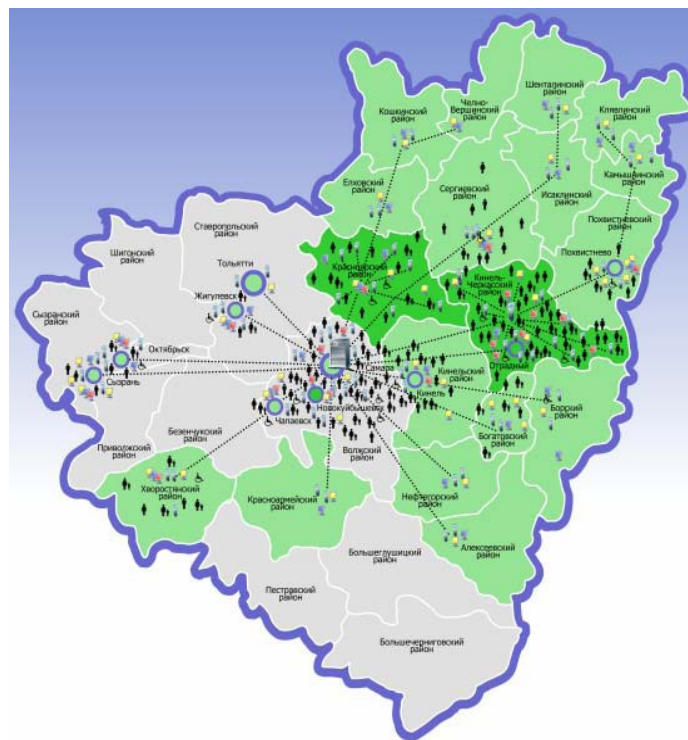 Шенталинский
район
Челно-
Вершинский
район
Кошкинский
район
Клявлинский
район
Камышлинский
район
Елховский
район
Сергиевский
район
Исаклинский
район
Похвистневский
район
Ставропольский
район
Шигонский
район
Тольятти
Красноярский
район
Похвистнево
Кинель-
Черкасский
район
Жигулевск
Сызранский
район
Октябрьск
Сызрань
Самара
Отрадный
Кинельский
район
Кинель
Борский
район
Новокуйбышевск
Чапаевск
Безенчукский
район
Богатовский
район
Приволжский
район
Волжский
район
Хворостянский
район
Красноармейский
район
Нефтегорский
район
Алексеевский
район
Большеглушицкий
район
Пестравский
район
Большечерниговский
район